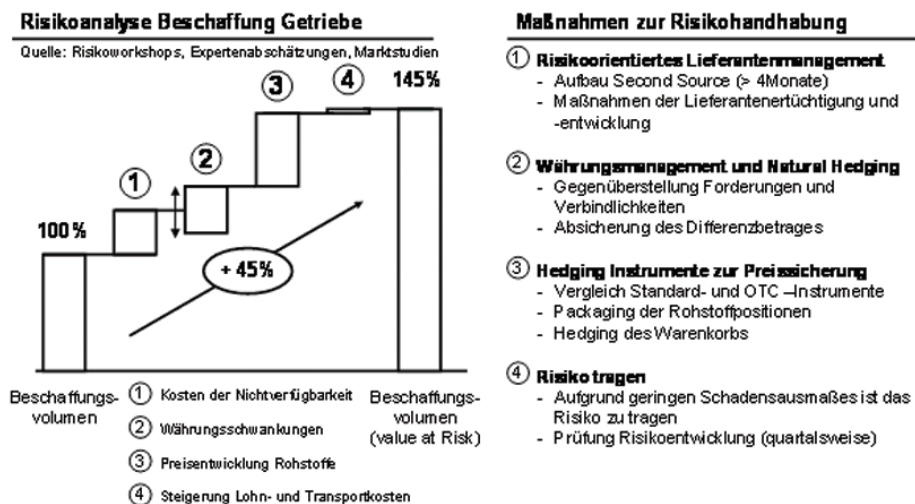 Risikoanalyse Beschaffung Getriebe
Quelle: Risikoworkshops, Expertenabschätzungen, Marktstudien
100%
1
2
3
4
145%
+ 45%
Beschaffungs-
volumen
1 Kosten der Nichtverfügbarkeit
2 Währungsschwankungen
3 Preisentwicklung Rohstoffe
4 Steigerung Lohn- und Transportkosten
Beschaffungs-
volumen
(value at Risk)
Maßnahmen zur Risikohandhabung
1 Risikoorientiertes Lieferantenmanagement
- Aufbau Second Source (> 4Monate)
- Maßnahmen der Lieferantenertüchtigung und
-entwicklung
2 Währungsmanagement und Natural Hedging
- Gegenüberstellung Forderungen und
Verbindlichkeiten
- Absicherung des Differenzbetrages
3 Hedging Instrumente zur Preissicherung
- Vergleich Standard- und OTC –Instrumente
- Packaging der Rohstoffpositionen
- Hedging des Warenkorbs
4 Risiko tragen
- Aufgrund geringen Schadensausmaßes ist das
Risiko zu tragen
- Prüfung Risikoentwicklung (quartalsweise)